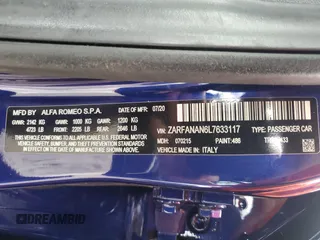 MFD BY: ALFA ROMEO S.P.A.
DATE OF MFR: 07/20
GVWR: 2142 KG GAWR FRONT: 1000 KG GAWR REAR: 1200 KG
4723 LB 2205 LB 2646 LB
THIS VEHICLE CONFORMS TO ALL APPLICABLE U.S. FEDERAL MOTOR
VEHICLE SAFETY, BUMPER AND THEFT PREVENTION STANDARDS
IN EFFECT ON THE DATE OF MANUFACTURE SHOWN ABOVE.
VIN: ZARFANAN6L7633117 TYPE: PASSENGER CAR
MDH: 070215 PAINT: 486
VEHICLE MADE IN: ITALY
DREAMBID